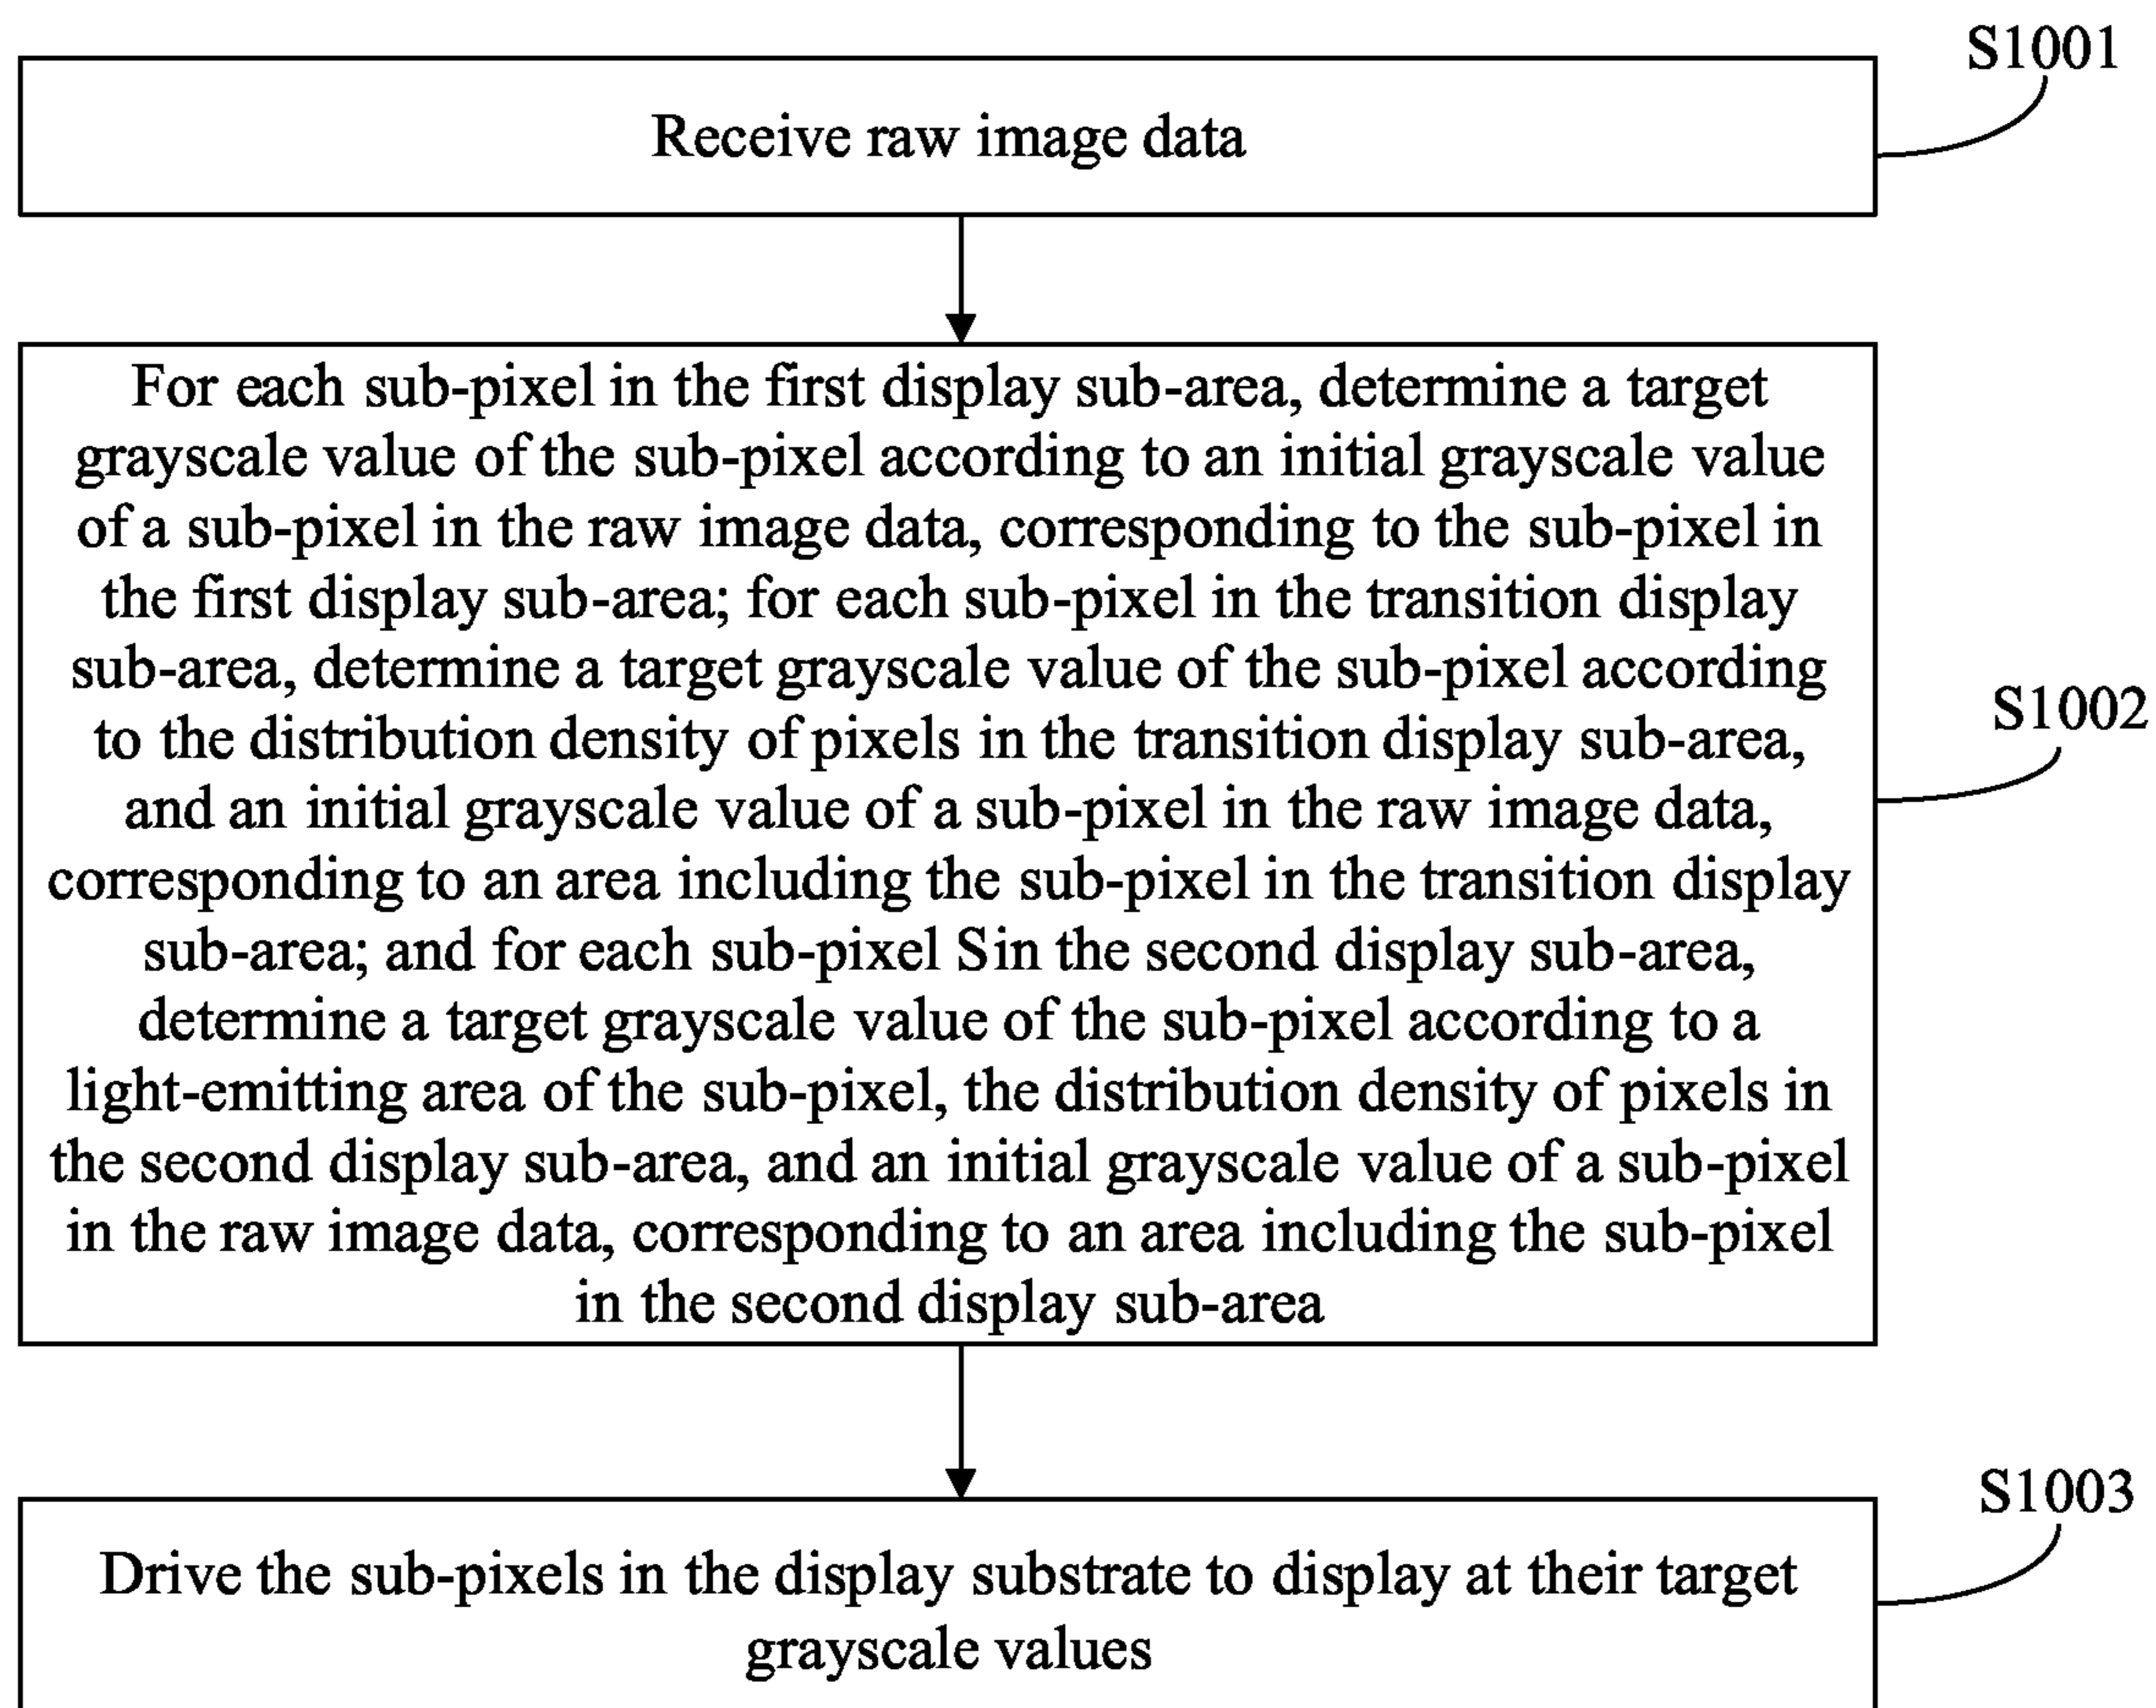 S1001
Receive raw image data
For each sub-pixel in the first display sub-area, determine a target
grayscale value of the sub-pixel according to an initial grayscale value
of a sub-pixel in the raw image data, corresponding to the sub-pixel in
the first display sub-area; for each sub-pixel in the transition display
sub-area, determine a target grayscale value of the sub-pixel according
to the distribution density of pixels in the transition display sub-area,
and an initial grayscale value of a sub-pixel in the raw image data,
corresponding to an area including the sub-pixel in the transition display
sub-area; and for each sub-pixel S in the second display sub-area,
determine a target grayscale value of the sub-pixel according to a
light-emitting area of the sub-pixel, the distribution density of pixels in
the second display sub-area, and an initial grayscale value of a sub-pixel
in the raw image data, corresponding to an area including the sub-pixel
in the second display sub-area
S1002
S1003
Drive the sub-pixels in the display substrate to display at their target
grayscale values